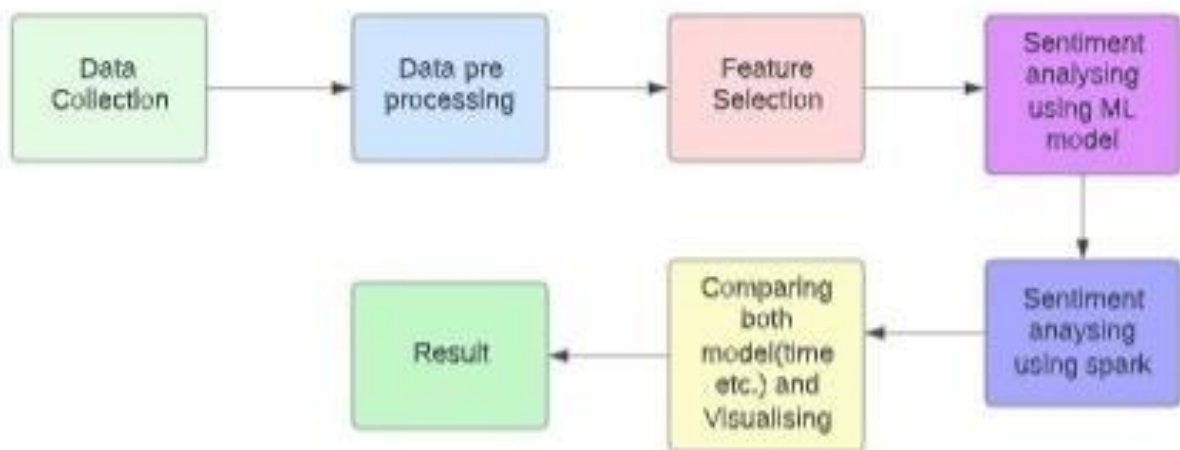 Data
Collection
Data pre
processing
Feature
Selection
Sentiment
analysing
using ML
model
Sentiment
anaysing
using spark
Comparing
both
model(time
etc.) and
Visualising
Result